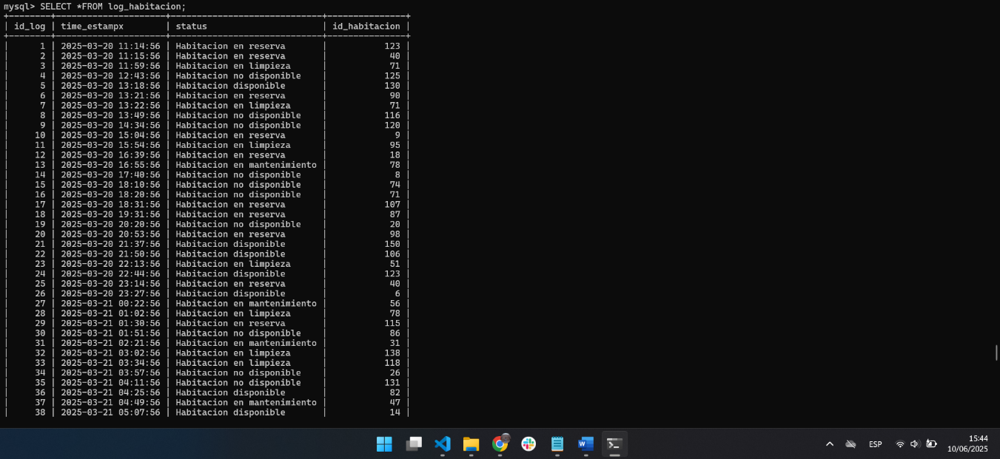 mysql> SELECT *FROM log_habitacion;
| id_log | time_estampx        | status                      | id_habitacion |
|      1 | 2025-03-20 11:14:56 | Habitacion en reserva       |           123 |
|      2 | 2025-03-20 11:15:56 | Habitacion en reserva       |            40 |
|      3 | 2025-03-20 11:59:56 | Habitacion en limpieza      |            71 |
|      4 | 2025-03-20 12:43:56 | Habitacion no disponible    |           125 |
|      5 | 2025-03-20 13:18:56 | Habitacion disponible       |           130 |
|      6 | 2025-03-20 13:21:56 | Habitacion en reserva       |            90 |
|      7 | 2025-03-20 13:22:56 | Habitacion en limpieza      |            71 |
|      8 | 2025-03-20 13:49:56 | Habitacion no disponible    |           116 |
|      9 | 2025-03-20 14:34:56 | Habitacion no disponible    |           120 |
|     10 | 2025-03-20 15:04:56 | Habitacion en reserva       |             9 |
|     11 | 2025-03-20 15:54:56 | Habitacion en limpieza      |            95 |
|     12 | 2025-03-20 16:39:56 | Habitacion en reserva       |            18 |
|     13 | 2025-03-20 16:55:56 | Habitacion en mantenimiento |            78 |
|     14 | 2025-03-20 17:40:56 | Habitacion no disponible    |             8 |
|     15 | 2025-03-20 18:10:56 | Habitacion no disponible    |            74 |
|     16 | 2025-03-20 18:20:56 | Habitacion no disponible    |            71 |
|     17 | 2025-03-20 18:31:56 | Habitacion en reserva       |           107 |
|     18 | 2025-03-20 19:31:56 | Habitacion en reserva       |            87 |
|     19 | 2025-03-20 20:20:56 | Habitacion no disponible    |            20 |
|     20 | 2025-03-20 20:53:56 | Habitacion en reserva       |            98 |
|     21 | 2025-03-20 21:37:56 | Habitacion disponible       |           150 |
|     22 | 2025-03-20 21:50:56 | Habitacion disponible       |           106 |
|     23 | 2025-03-20 22:13:56 | Habitacion en limpieza      |            51 |
|     24 | 2025-03-20 22:44:56 | Habitacion disponible       |           123 |
|     25 | 2025-03-20 23:14:56 | Habitacion en reserva       |            40 |
|     26 | 2025-03-20 23:27:56 | Habitacion disponible       |             6 |
|     27 | 2025-03-21 00:22:56 | Habitacion en mantenimiento |            56 |
|     28 | 2025-03-21 01:02:56 | Habitacion en limpieza      |            78 |
|     29 | 2025-03-21 01:30:56 | Habitacion en reserva       |           115 |
|     30 | 2025-03-21 01:51:56 | Habitacion no disponible    |            86 |
|     31 | 2025-03-21 02:21:56 | Habitacion en mantenimiento |            31 |
|     32 | 2025-03-21 03:02:56 | Habitacion en limpieza      |           138 |
|     33 | 2025-03-21 03:34:56 | Habitacion en limpieza      |           118 |
|     34 | 2025-03-21 03:57:56 | Habitacion no disponible    |            26 |
|     35 | 2025-03-21 04:11:56 | Habitacion no disponible    |           131 |
|     36 | 2025-03-21 04:25:56 | Habitacion disponible       |            82 |
|     37 | 2025-03-21 04:49:56 | Habitacion en mantenimiento |            47 |
|     38 | 2025-03-21 05:07:56 | Habitacion disponible       |            14 |
W
ESP
15:44
10/06/2025